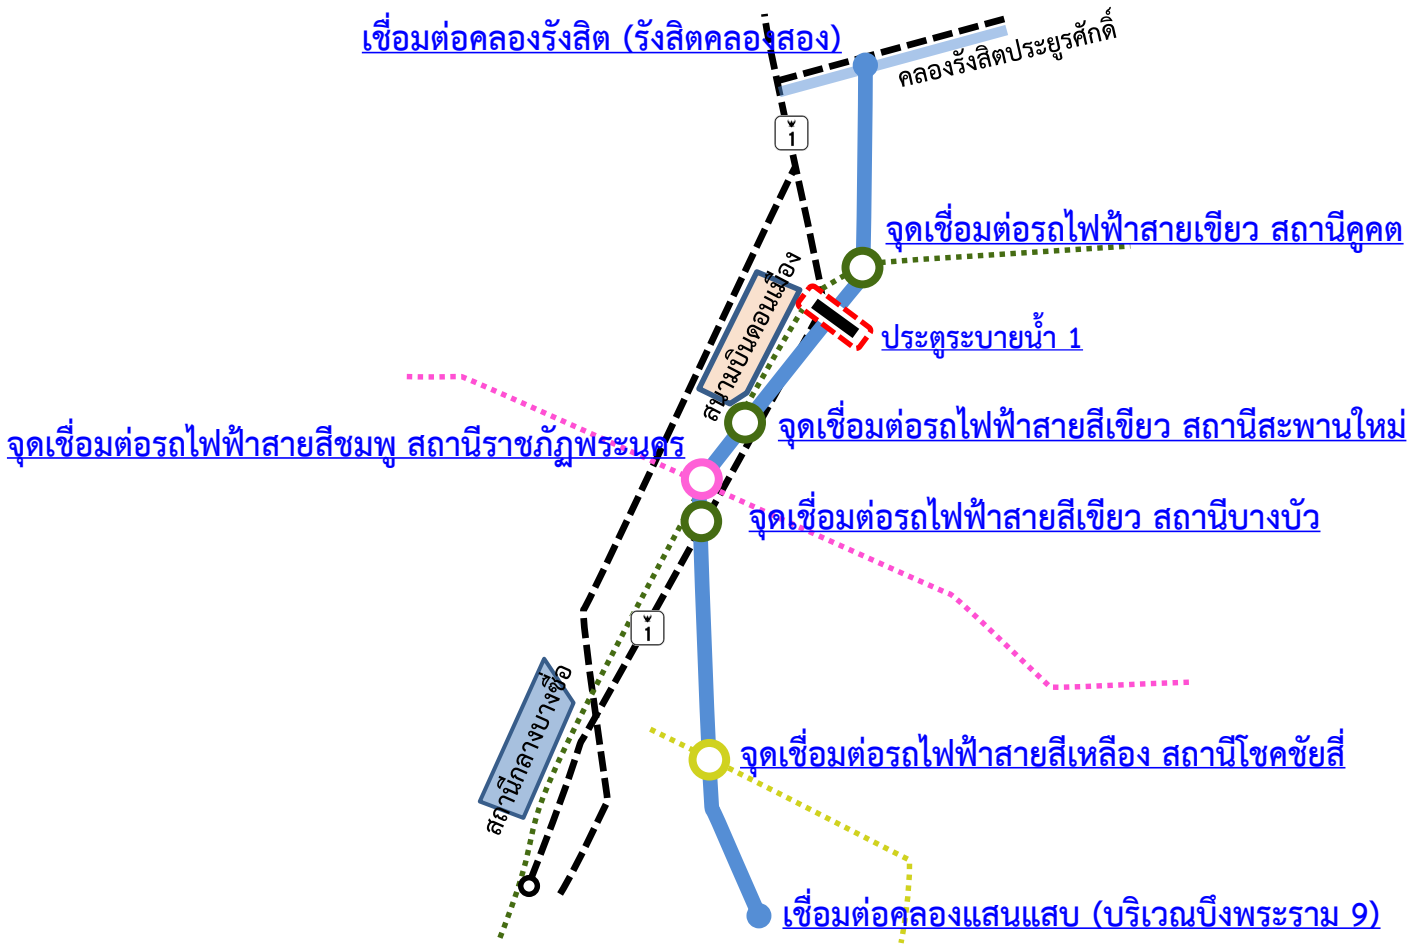 เชื่อมต่อคลองรังสิต (รังสิตคลองสอง)
คลองรังสิตประยูรศักดิ์
1
จุดเชื่อมต่อรถไฟฟ้าสายเขียว สถานีคูคต
สนามบินดอนเมือง
ประตูระบายน้ำ 1
จุดเชื่อมต่อรถไฟฟ้าสายสีเขียว สถานีสะพานใหม่
จุดเชื่อมต่อรถไฟฟ้าสายสีชมพู สถานีราชภัฏพระนคร
จุดเชื่อมต่อรถไฟฟ้าสายสีเขียว สถานีบางบัว
1
สถานีกลางบางซื่อ
จุดเชื่อมต่อรถไฟฟ้าสายสีเหลือง สถานีโชคชัยสี่
เชื่อมต่อคลองแสนแสบ (บริเวณบึงพระราม 9)